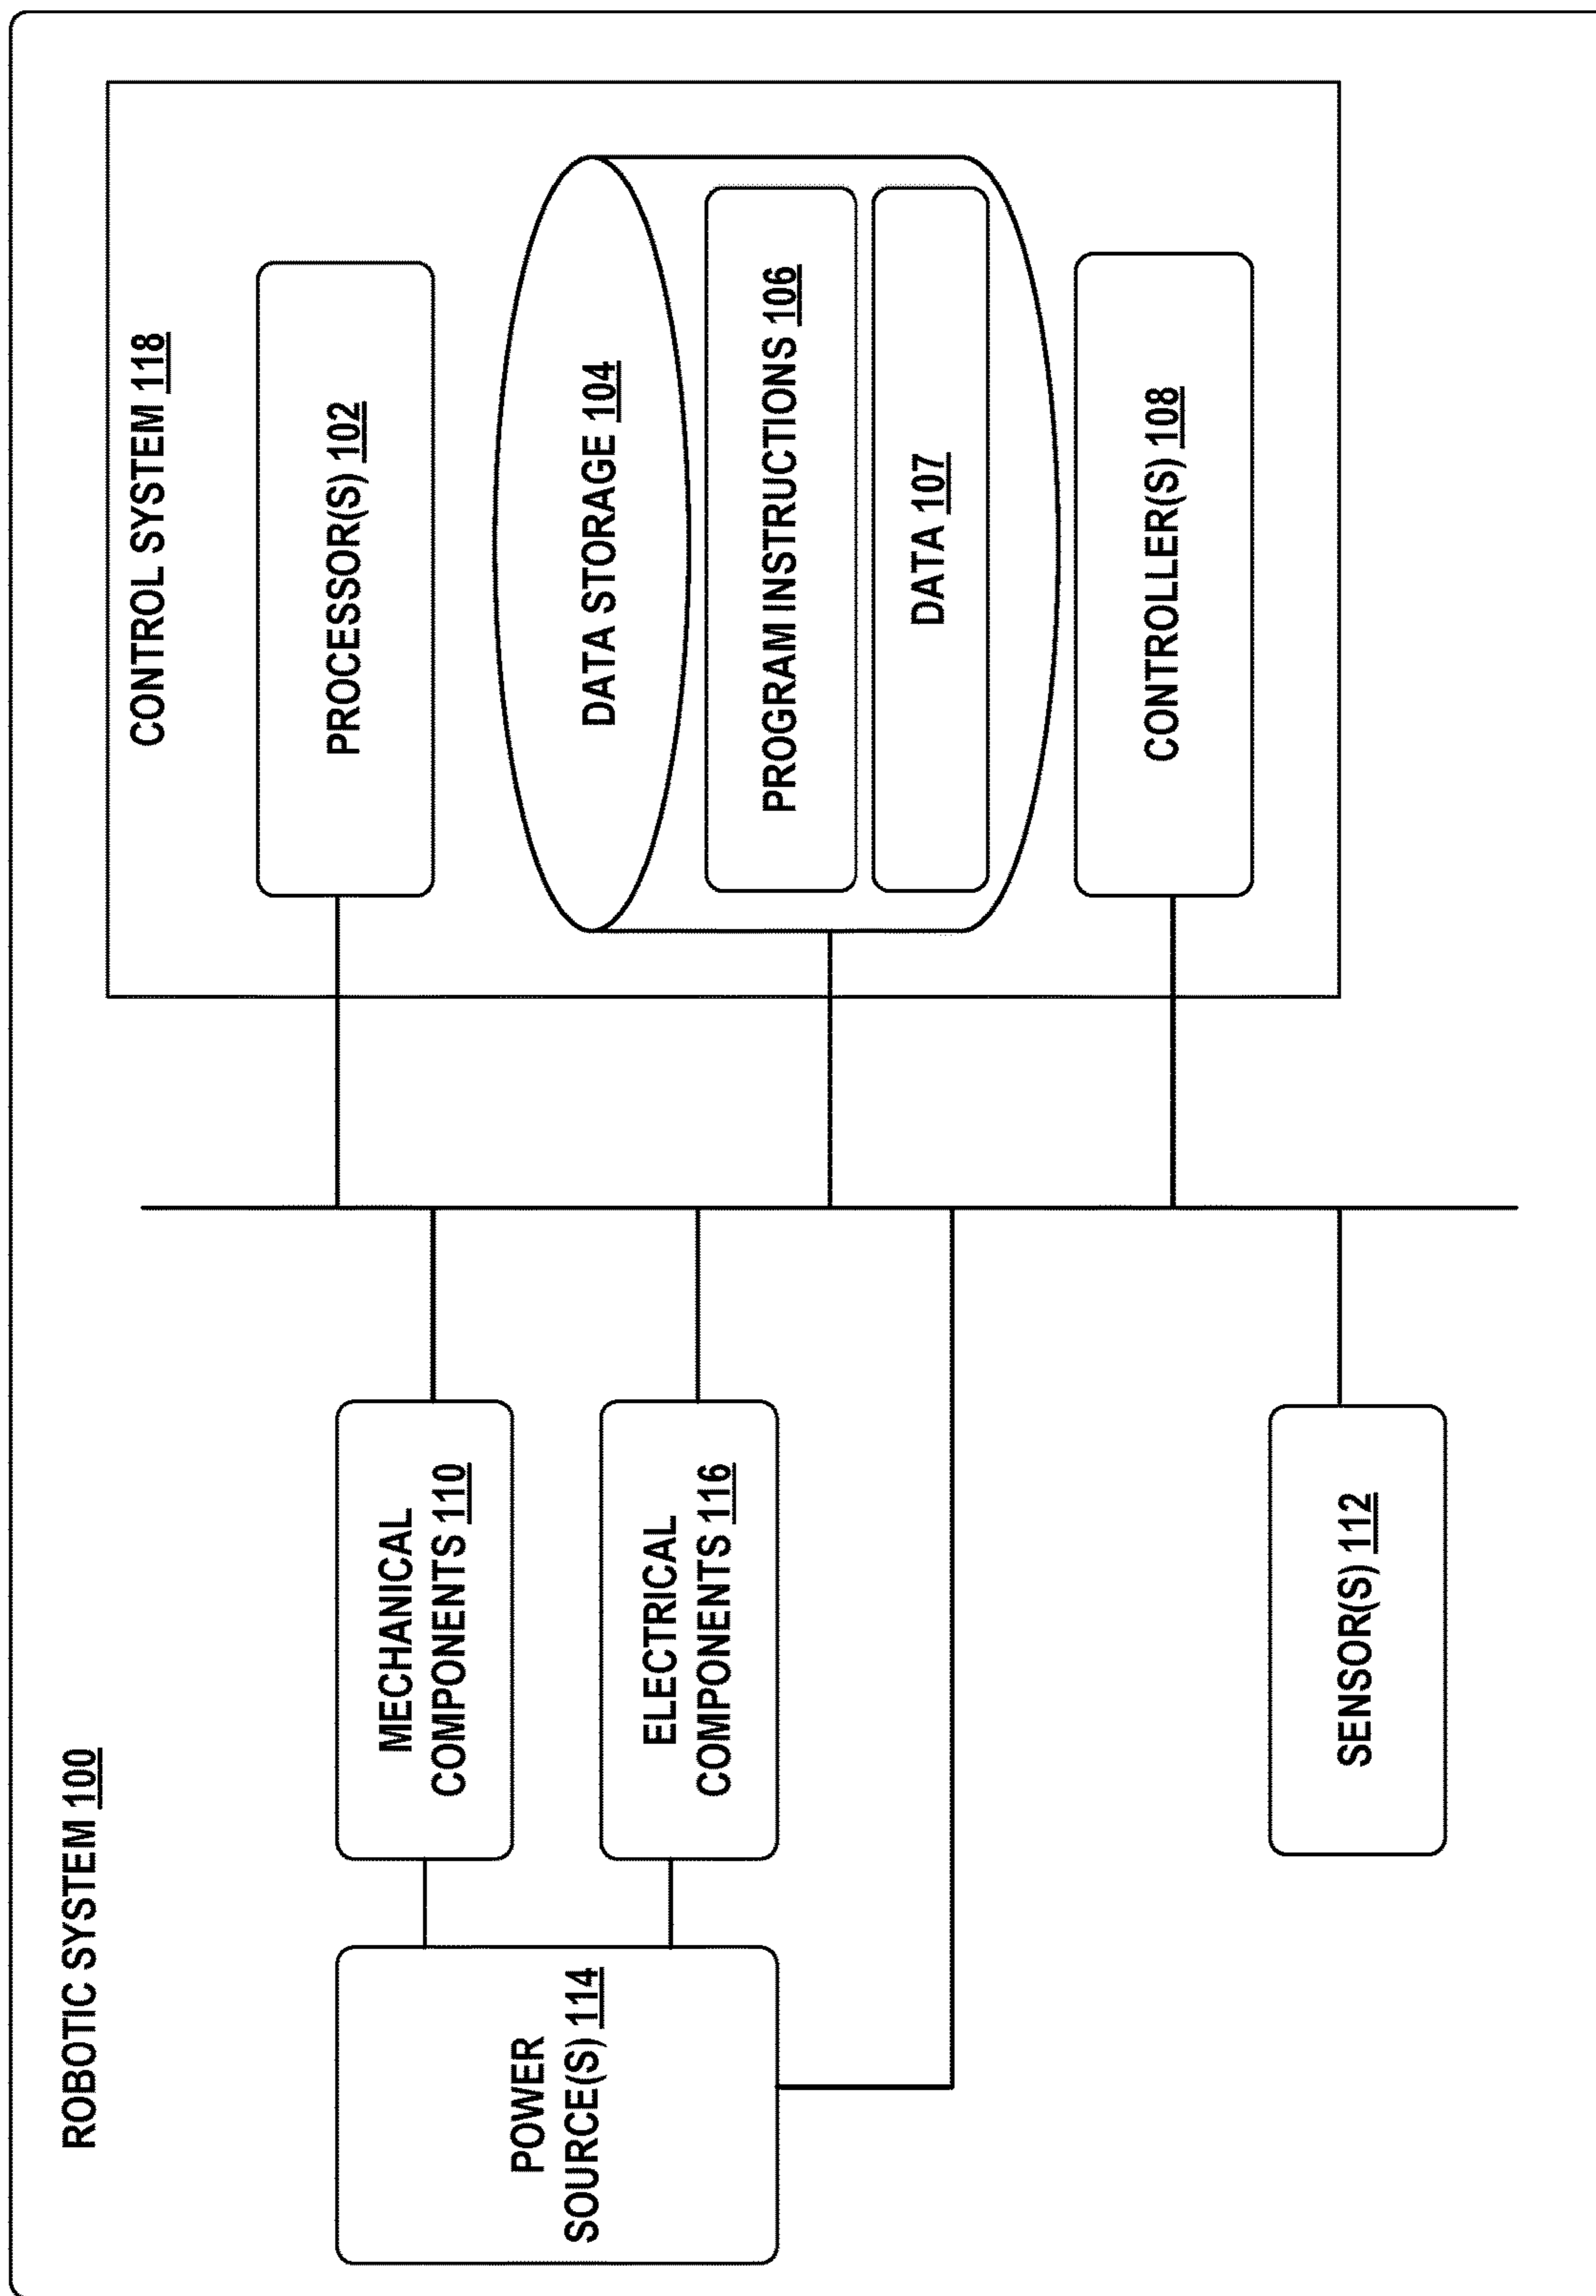 ROBOTIC SYSTEM 100
CONTROL SYSTEM 118
PROCESSOR(S) 102
DATA STORAGE 104
PROGRAM INSTRUCTIONS 106
DATA 107
CONTROLLER(S) 108
POWER
SOURCE(S) 114
MECHANICAL
COMPONENTS 110
ELECTRICAL
COMPONENTS 116
SENSOR(S) 112